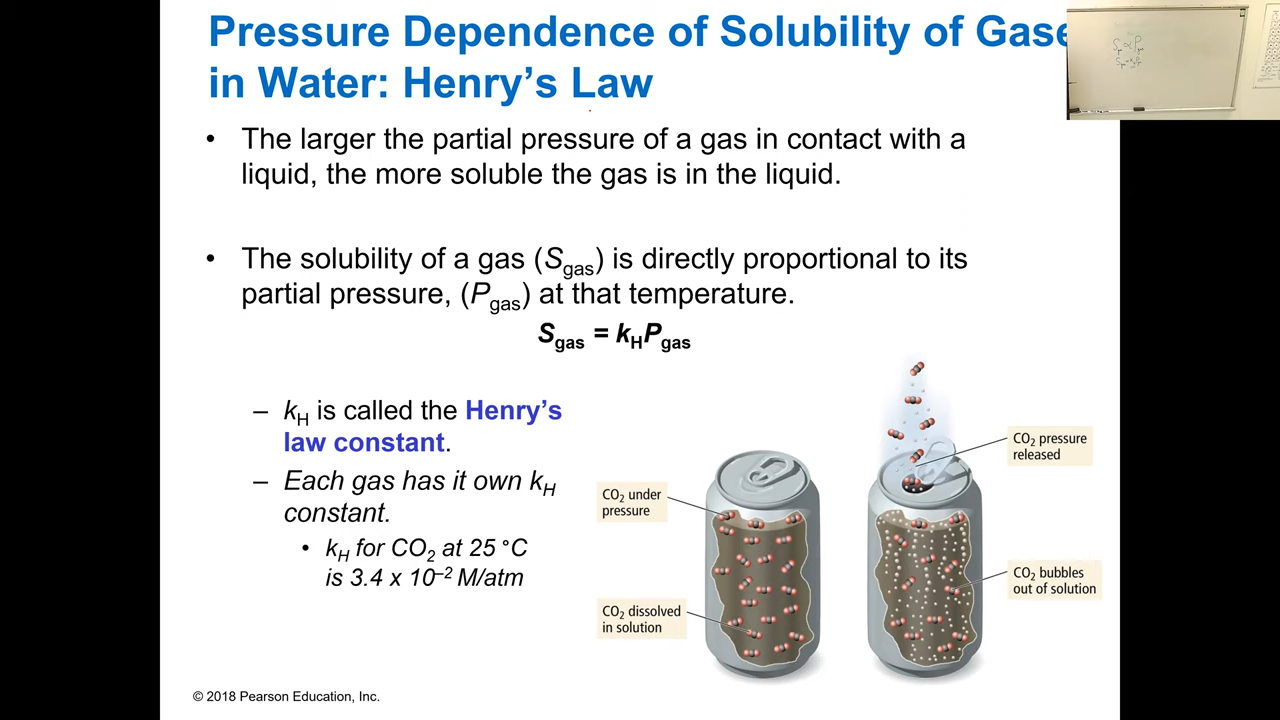 Pressure Dependence of Solubility of Gase
in Water: Henry’s Law
• The larger the partial pressure of a gas in contact with a
liquid, the more soluble the gas is in the liquid.
• The solubility of a gas (Sgas) is directly proportional to its
partial pressure, (Pgas) at that temperature.
Sgas = kHPgas
– kH is called the Henry’s
law constant.
– Each gas has it own kH
constant.
• kH for CO2 at 25 °C
is 3.4 x 10–2 M/atm
CO2 under
pressure
CO2 dissolved
in solution
CO2 pressure
released
CO2 bubbles
out of solution
© 2018 Pearson Education, Inc.